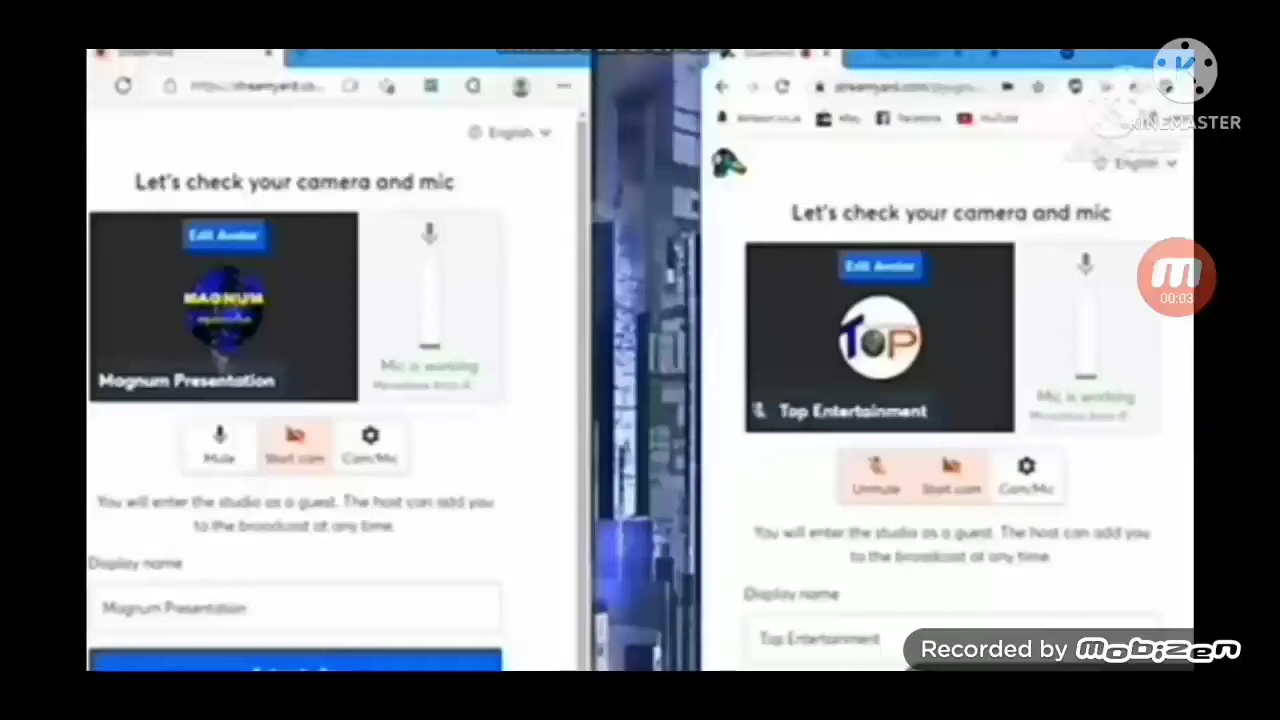 English
Let's check your camera and mic
Edit Avatar
MAGNUM
Magnum Presentation
Mic is working
Mute
Start cam
Cam/Mic
You will enter the studio as a guest. The host can add you
to the broadcast at any time.
Display name
Magnum Presentation
Facebook
YouTube
KINEMASTER
English
Let's check your camera and mic
Edit Avatar
TOP
Top Entertainment
Mic is working
00:03
Unmute
Start cam
Cam/Mic
You will enter the studio as a guest. The host can add you
to the broadcast at any time.
Display name
Top Entertainment
Recorded by mobizen